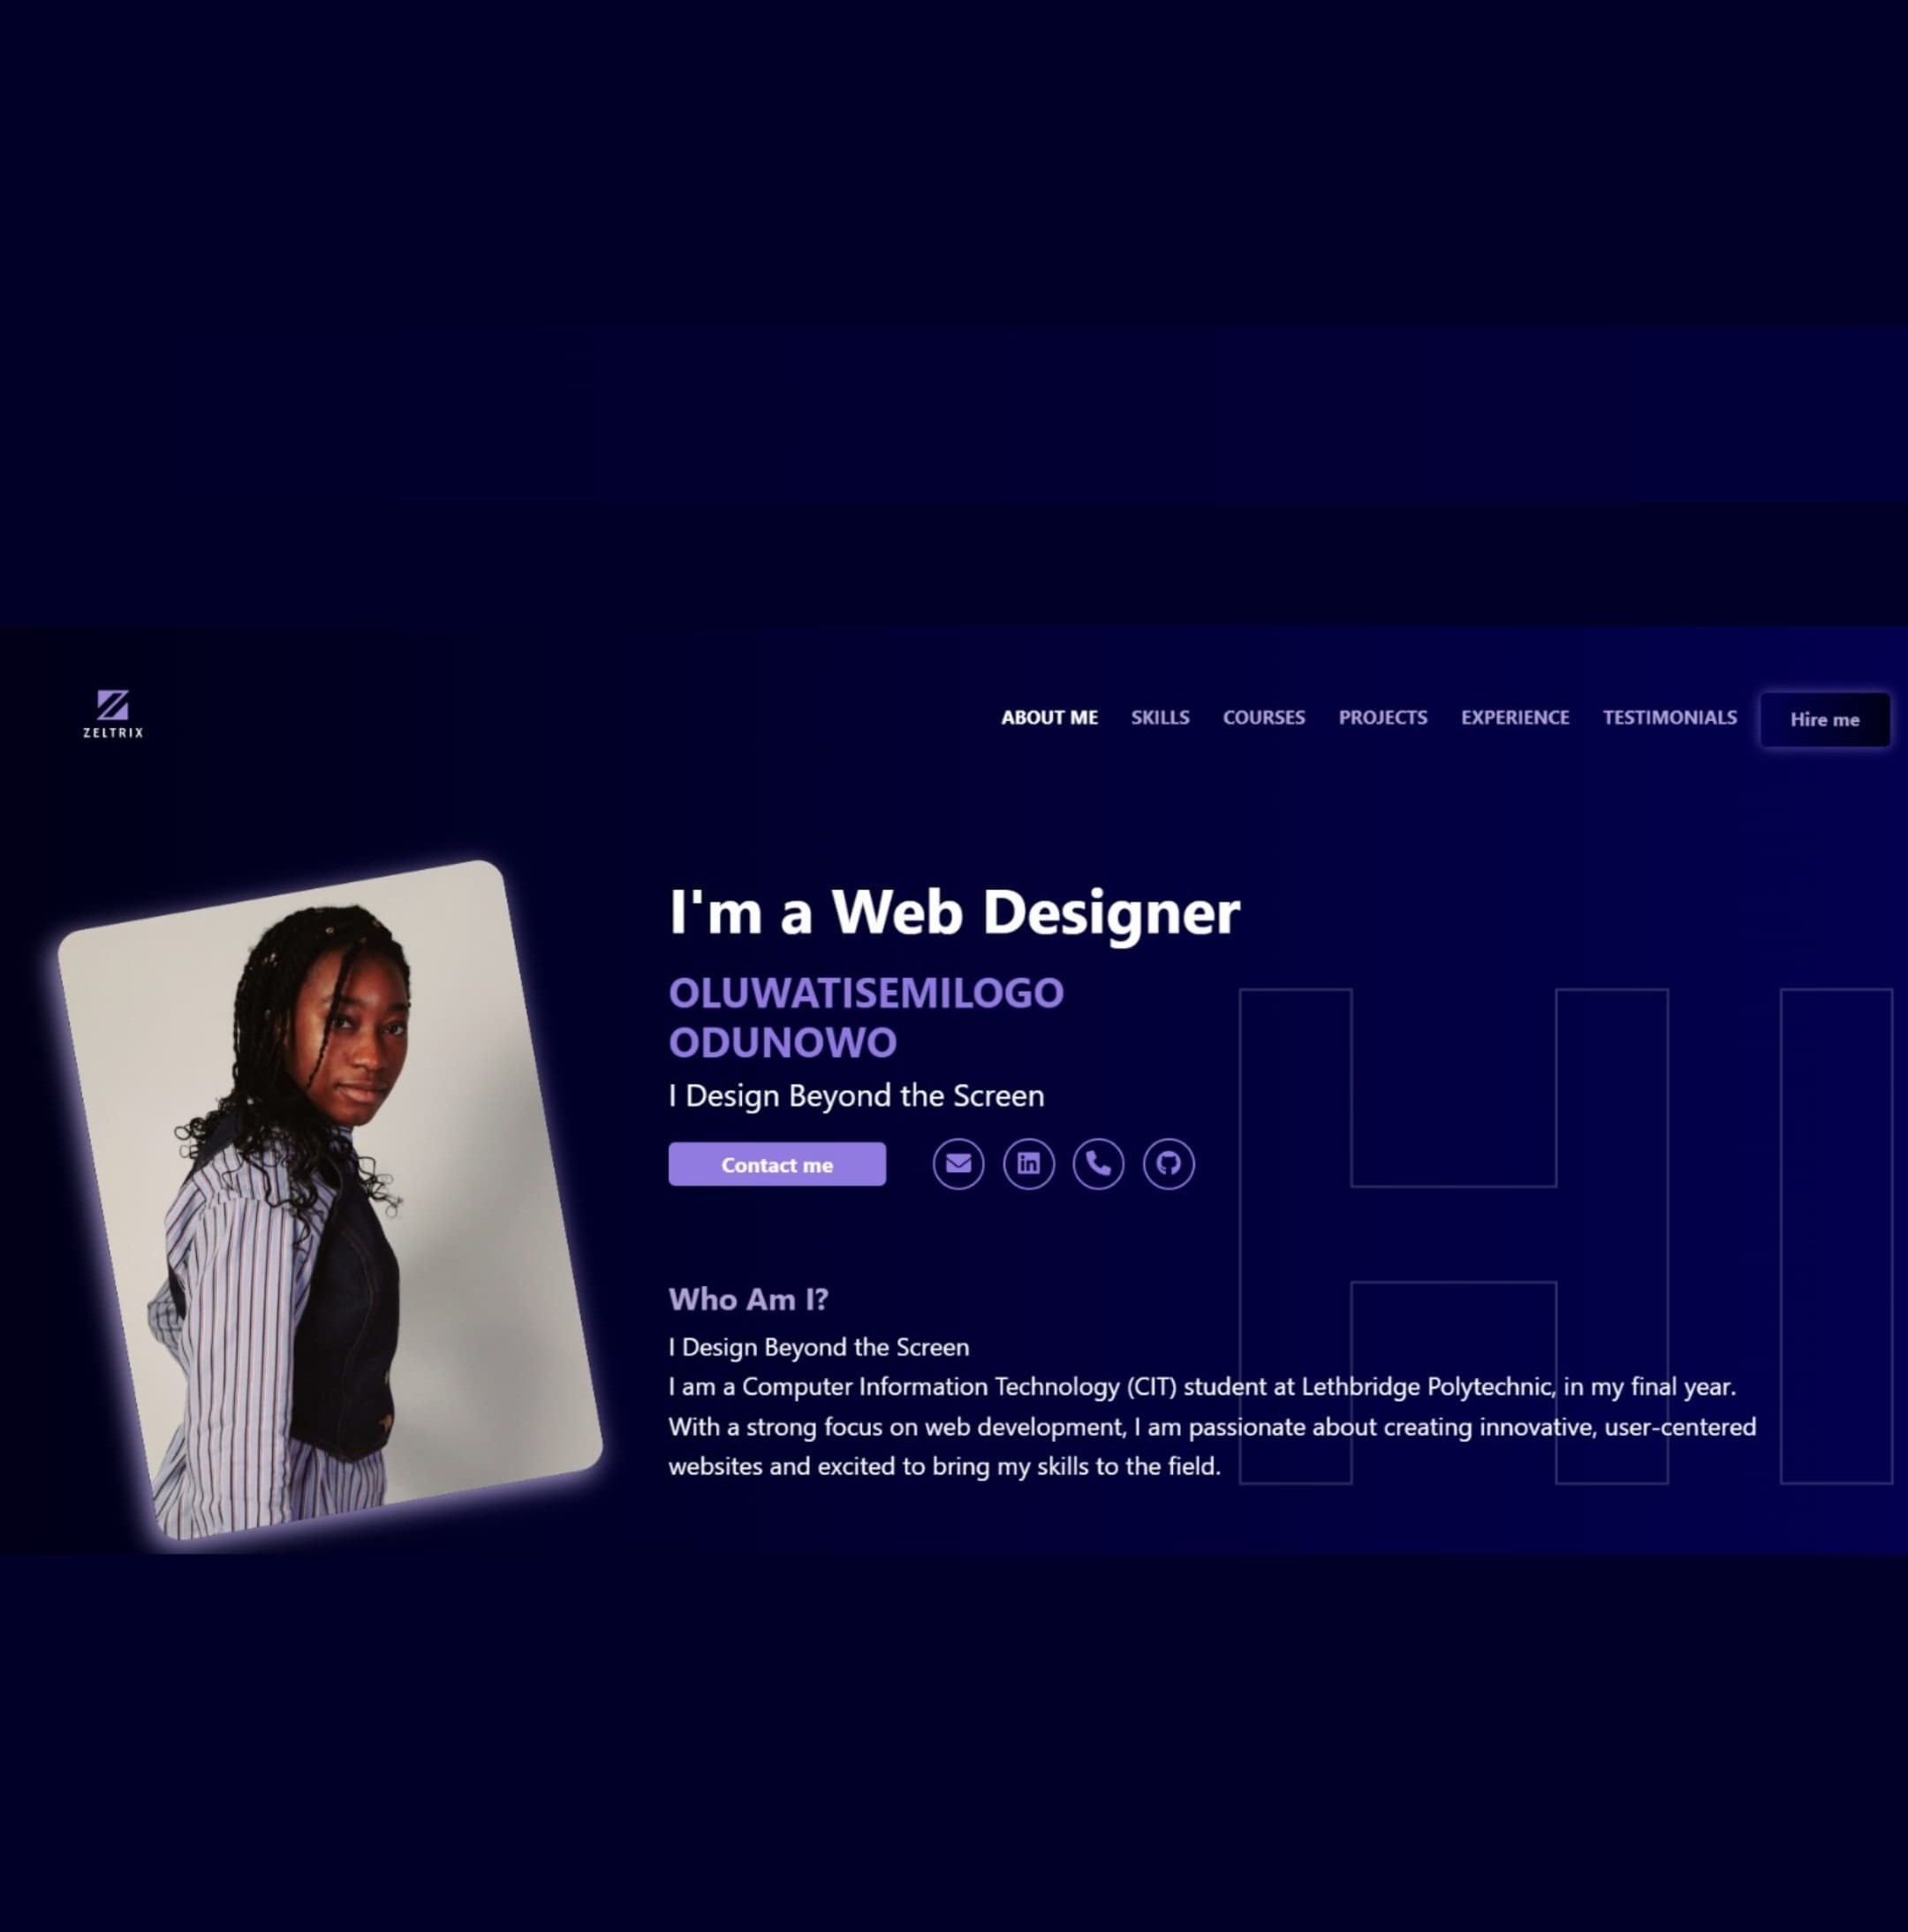 ZELTRIX
ABOUT ME SKILLS COURSES PROJECTS EXPERIENCE TESTIMONIALS Hire me
I'm a Web Designer
OLUWATISEMILOGO
ODUNOWO
I Design Beyond the Screen
Contact me
HI
Who Am I?
I Design Beyond the Screen
I am a Computer Information Technology (CIT) student at Lethbridge Polytechnic, in my final year.
With a strong focus on web development, I am passionate about creating innovative, user-centered
websites and excited to bring my skills to the field.